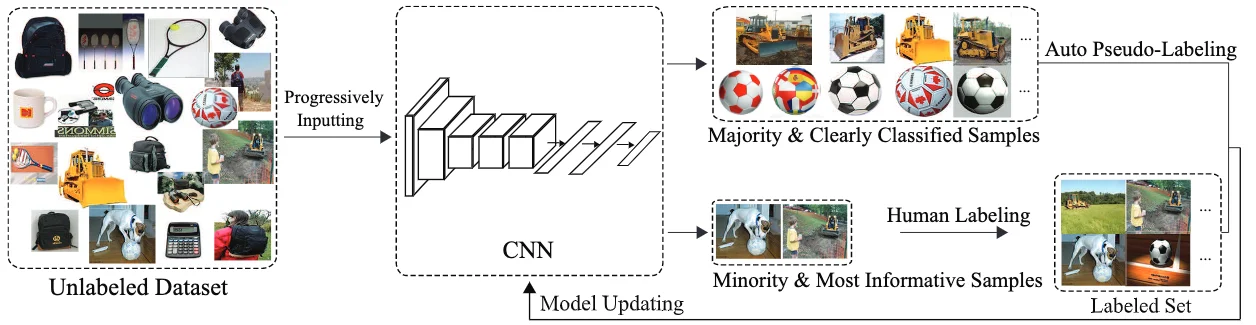 Unlabeled Dataset
Progressively
Inputting
CNN
Majority & Clearly Classified Samples
Auto Pseudo-Labeling
Minority & Most Informative Samples
Human Labeling
Labeled Set
Model Updating
SIMMONS
...
...
...
...